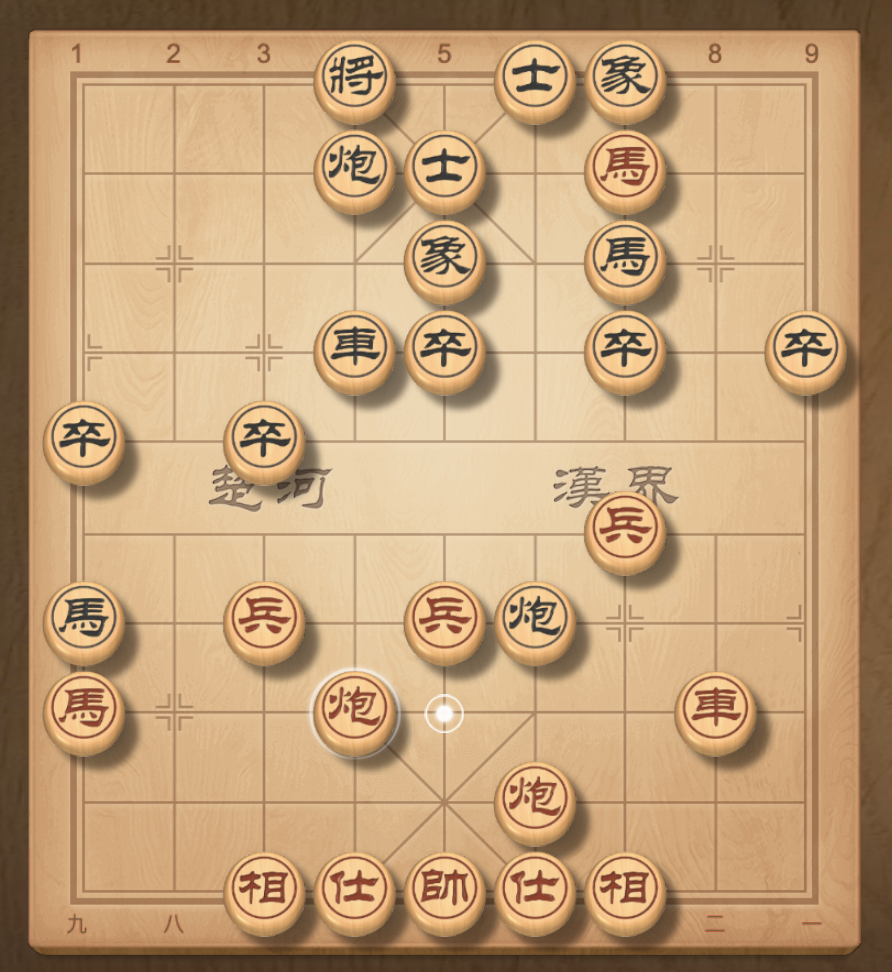 1 2 3 5 8 9
將 士 象
炮 士 馬
象 馬
車 卒 卒 卒
卒 卒
楚河 漢界
兵
馬 兵 兵 炮
馬 炮 車
炮
相 仕 帥 仕 相
九 八 二 一